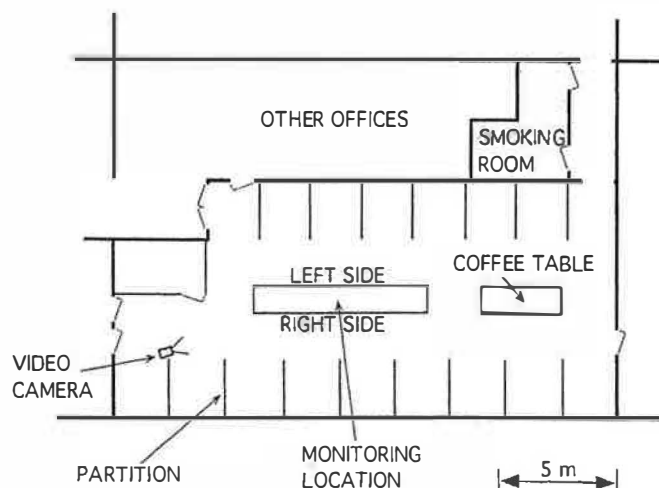 OTHER OFFICES
SMOKING
ROOM
LEFT SIDE
COFFEE TABLE
RIGHT SIDE
VIDEO
CAMERA
PARTITION
MONITORING
LOCATION
5 m